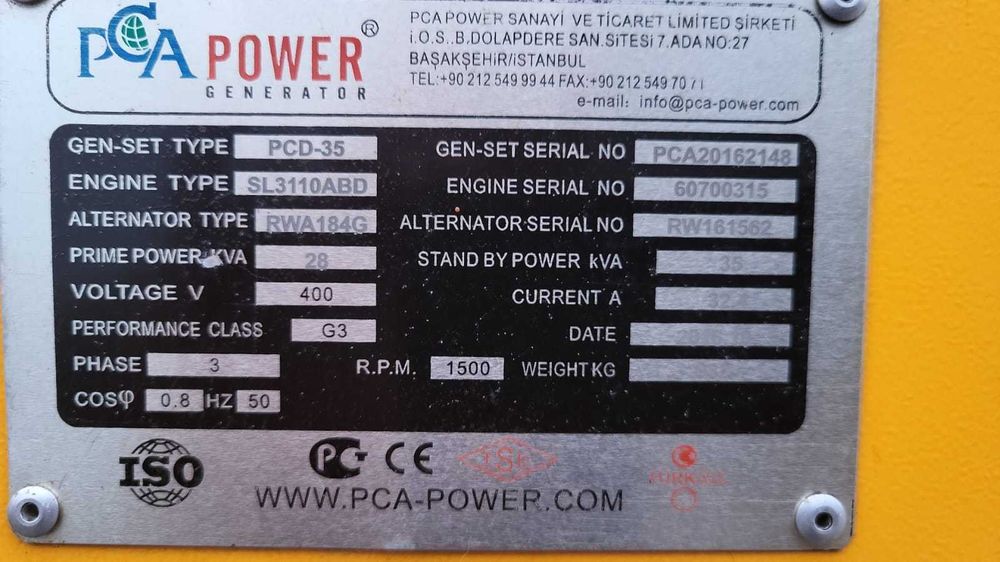 PCA POWER ®
GENERATOR
PCA POWER SANAYİ VE TİCARET LİMİTED ŞİRKETİ
İ.O.S..B.DOLAPDERE SAN.SİTESİ 7.ADA NO:27
BAŞAKŞEHİR/İSTANBUL
TEL:+90 212 549 99 44 FAX:+90 212 549 70 71
e-mail: info@pca-power.com
GEN-SET TYPE PCD-35 GEN-SET SERIAL NO PCA20162148
ENGINE TYPE SL3110ABD ENGINE SERIAL NO 60700315
ALTERNATOR TYPE RWA184G ALTERNATOR SERIAL NO RW161562
PRIME POWER KVA 28 STAND BY POWER kVA 35
VOLTAGE V 400 CURRENT A
PERFORMANCE CLASS G3 DATE
PHASE 3 R.P.M. 1500 WEIGHT KG
COSφ 0.8 HZ 50
ISO PCT CE TSE
WWW.PCA-POWER.COM